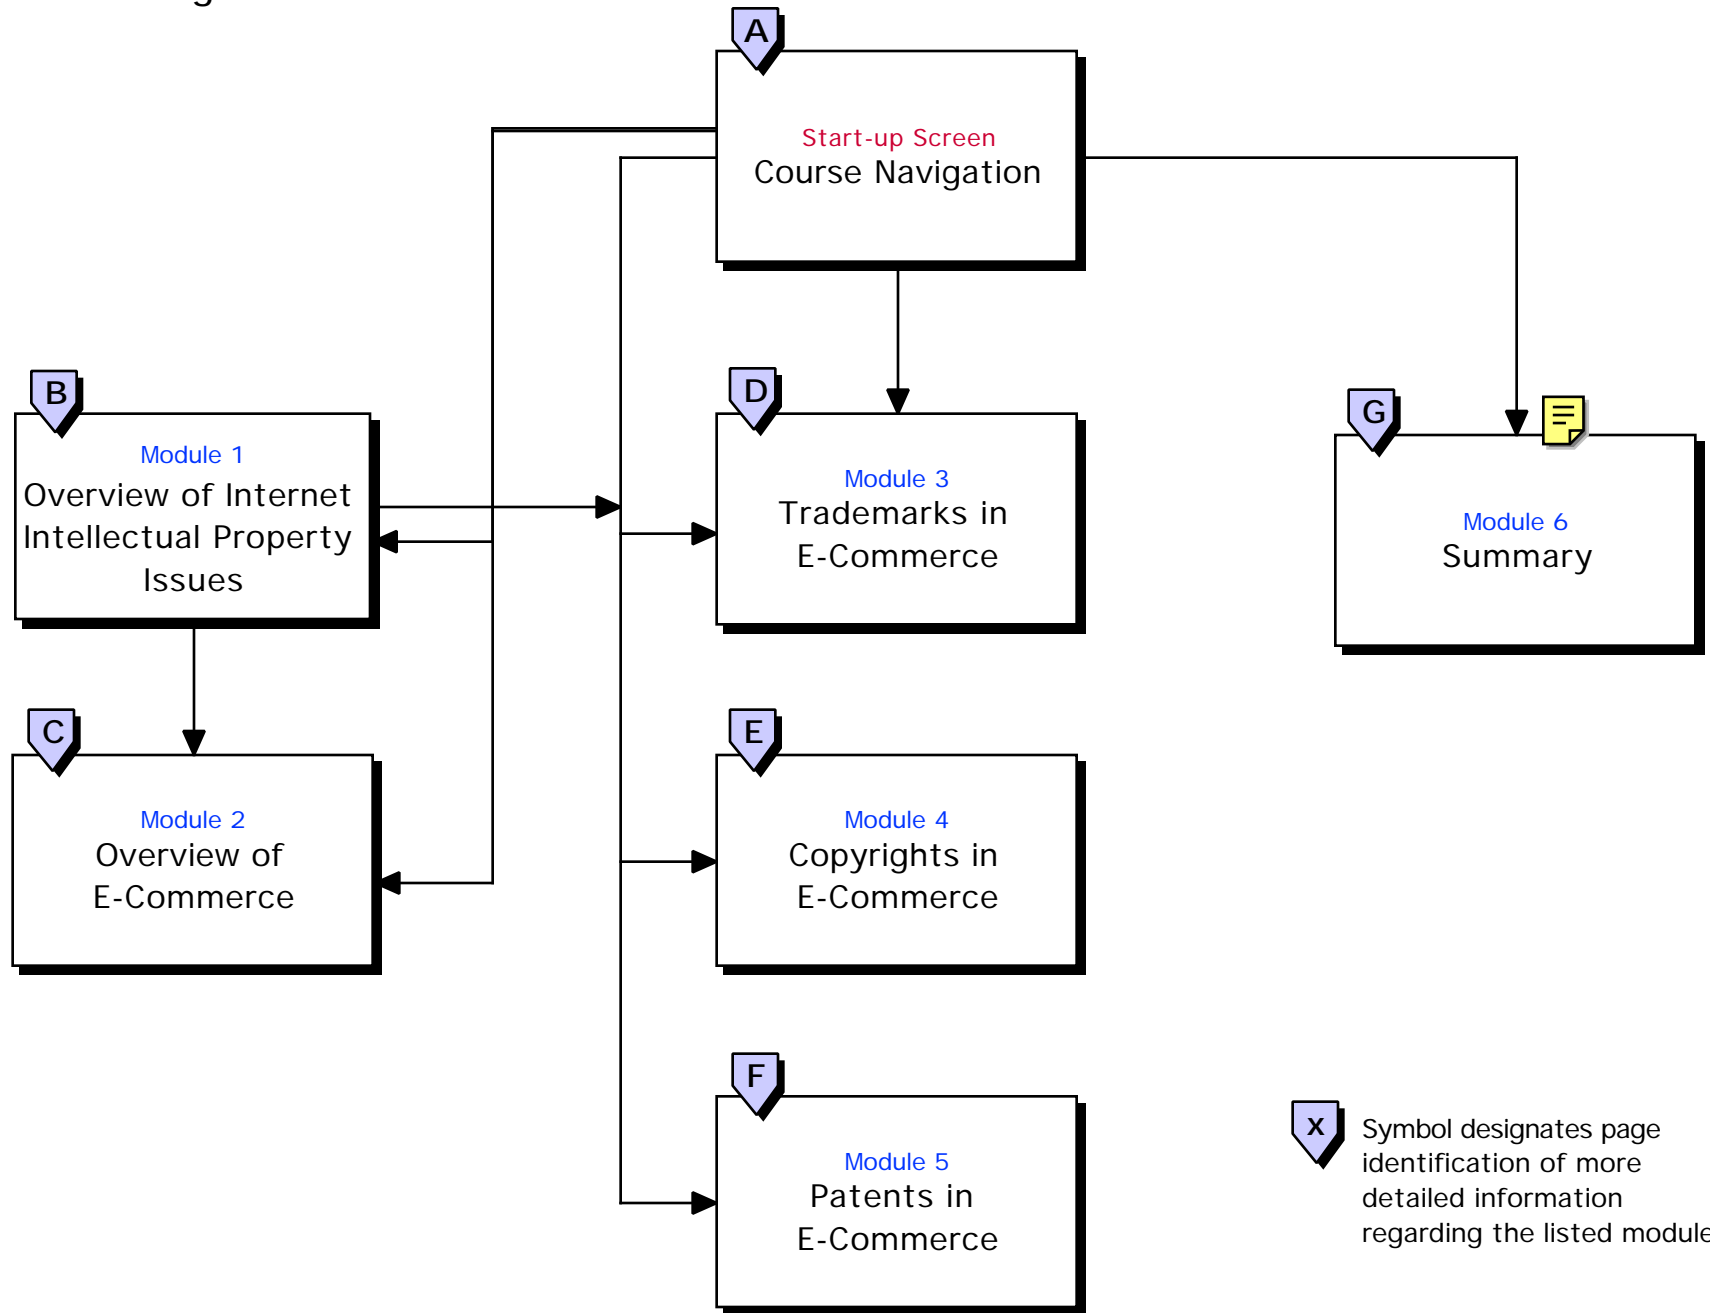 A
Start-up Screen
Course Navigation
B
Module 1
Overview of Internet
Intellectual Property
Issues
D
Module 3
Trademarks in
E-Commerce
G
Module 6
Summary
C
Module 2
Overview of
E-Commerce
E
Module 4
Copyrights in
E-Commerce
F
Module 5
Patents in
E-Commerce
x
Symbol designates page
identification of more
detailed information
regarding the listed module